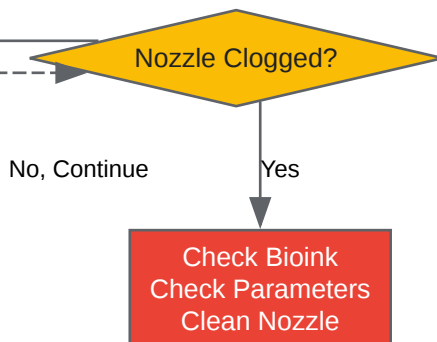 Nozzle Clogged?
No, Continue
Yes
Check Bioink
Check Parameters
Clean Nozzle